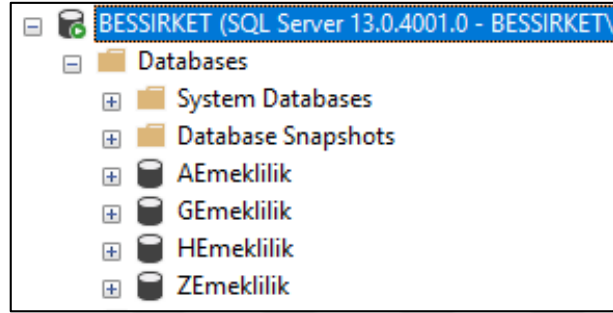 BESSIRKET (SQL Server 13.0.4001.0 - BESSIRKET\
Databases
System Databases
Database Snapshots
AEmeklilik
GEmeklilik
HEmeklilik
ZEmeklilik